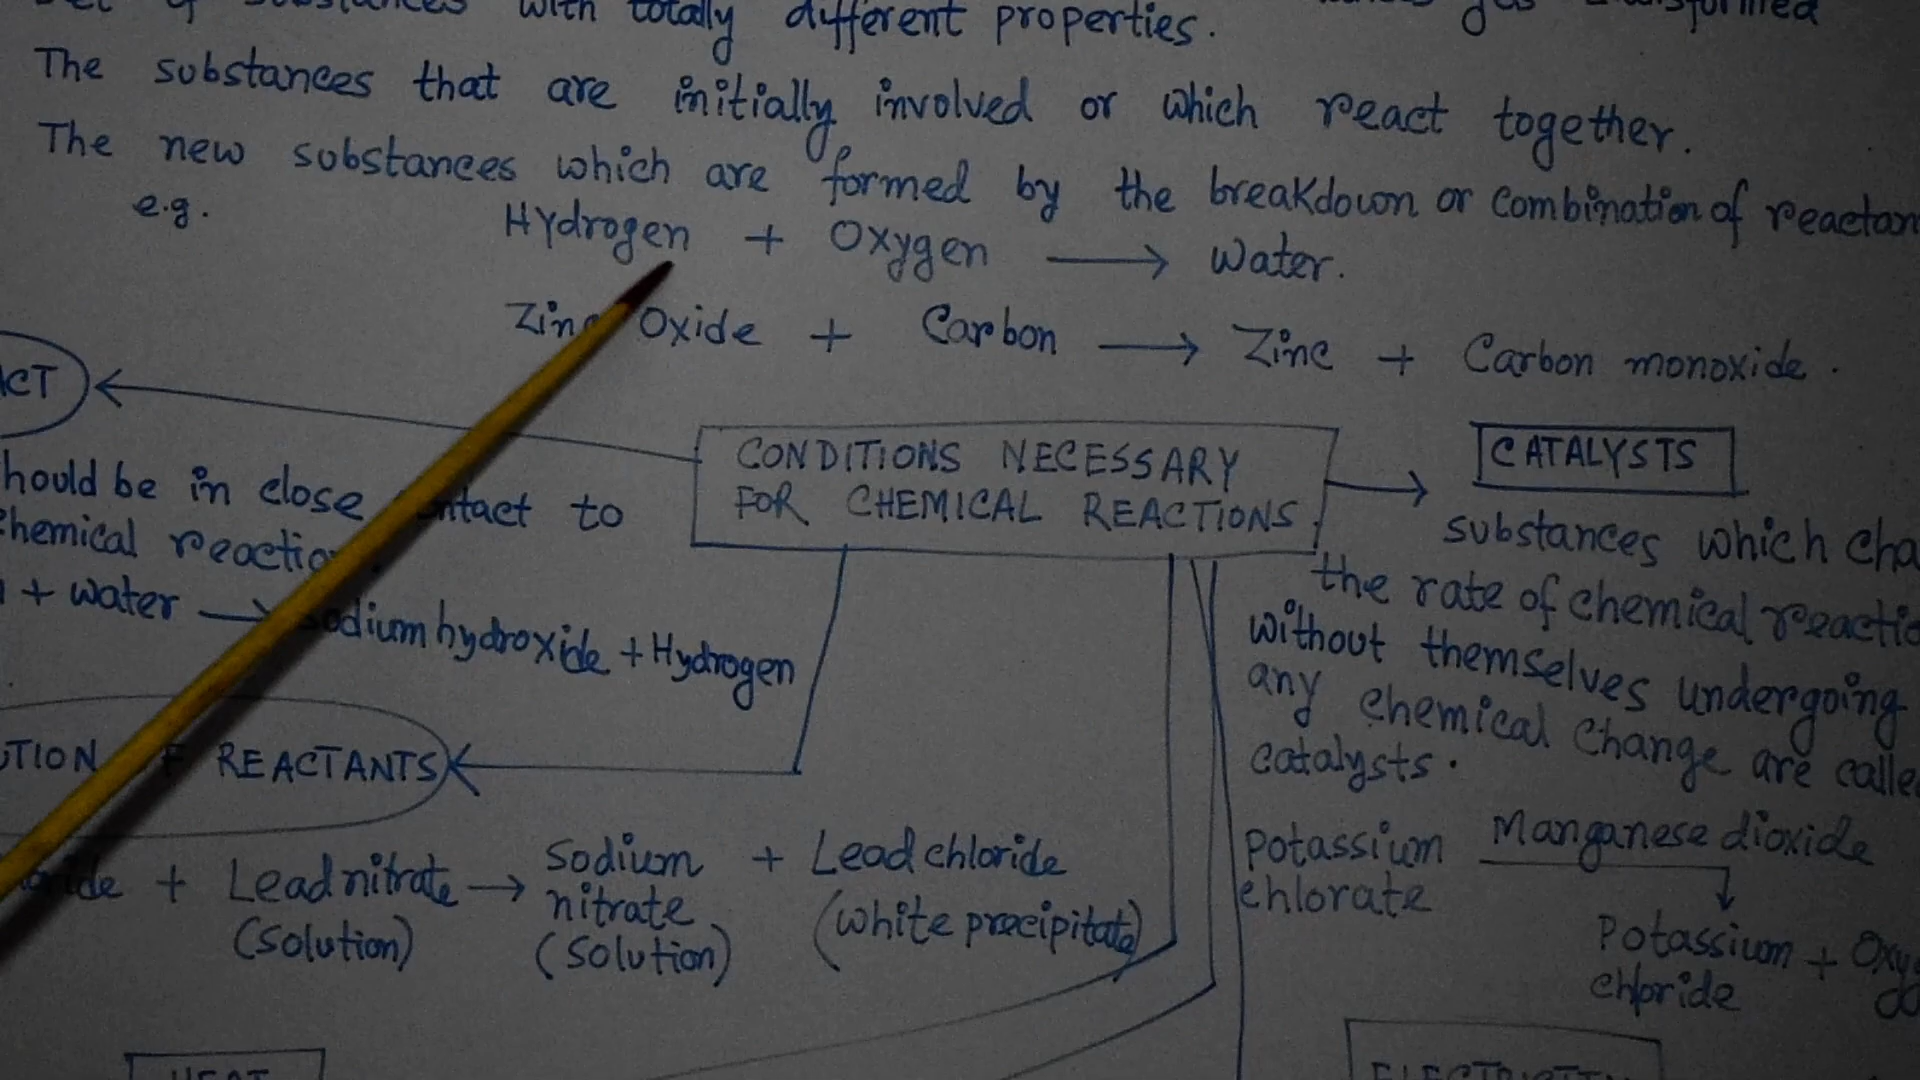 with totally different properties.
The substances that are initially involved or which react together.
The new substances which are formed by the breakdown or combination of
e.g.
Hydrogen + Oxygen → Water.
Zinc Oxide + Carbon → Zinc + Carbon monoxide.
CONDITIONS NECESSARY
FOR CHEMICAL REACTIONS
be in close to
chemical
+ water → hydroxide + Hydrogen
REACTANTS
+ Lead nitrate → Sodium nitrate + Lead chloride
(Solution) (Solution) (white precipitate)
CATALYSTS
substances which
the rate of chemical
without themselves undergoing
any chemical change are
catalysts.
Potassium chlorate Manganese dioxide
Potassium chloride +